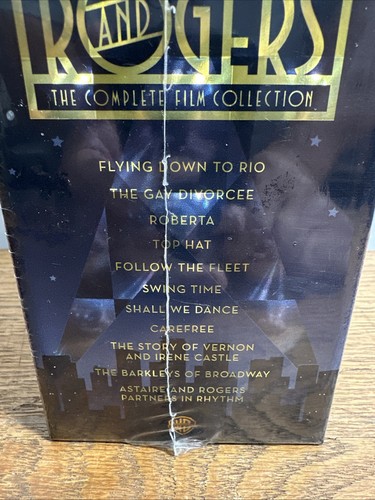 AND
ROGERS
THE COMPLETE FILM COLLECTION
FLYING DOWN TO RIO
THE GAY DIVORCEE
ROBERTA
TOP HAT
FOLLOW THE FLEET
SWING TIME
SHALL WE DANCE
CAREFREE
THE STORY OF VERNON
AND IRENE CASTLE
THE BARKLEYS OF BROADWAY
ASTAIRE AND ROGERS
PARTNERS IN RHYTHM
WB